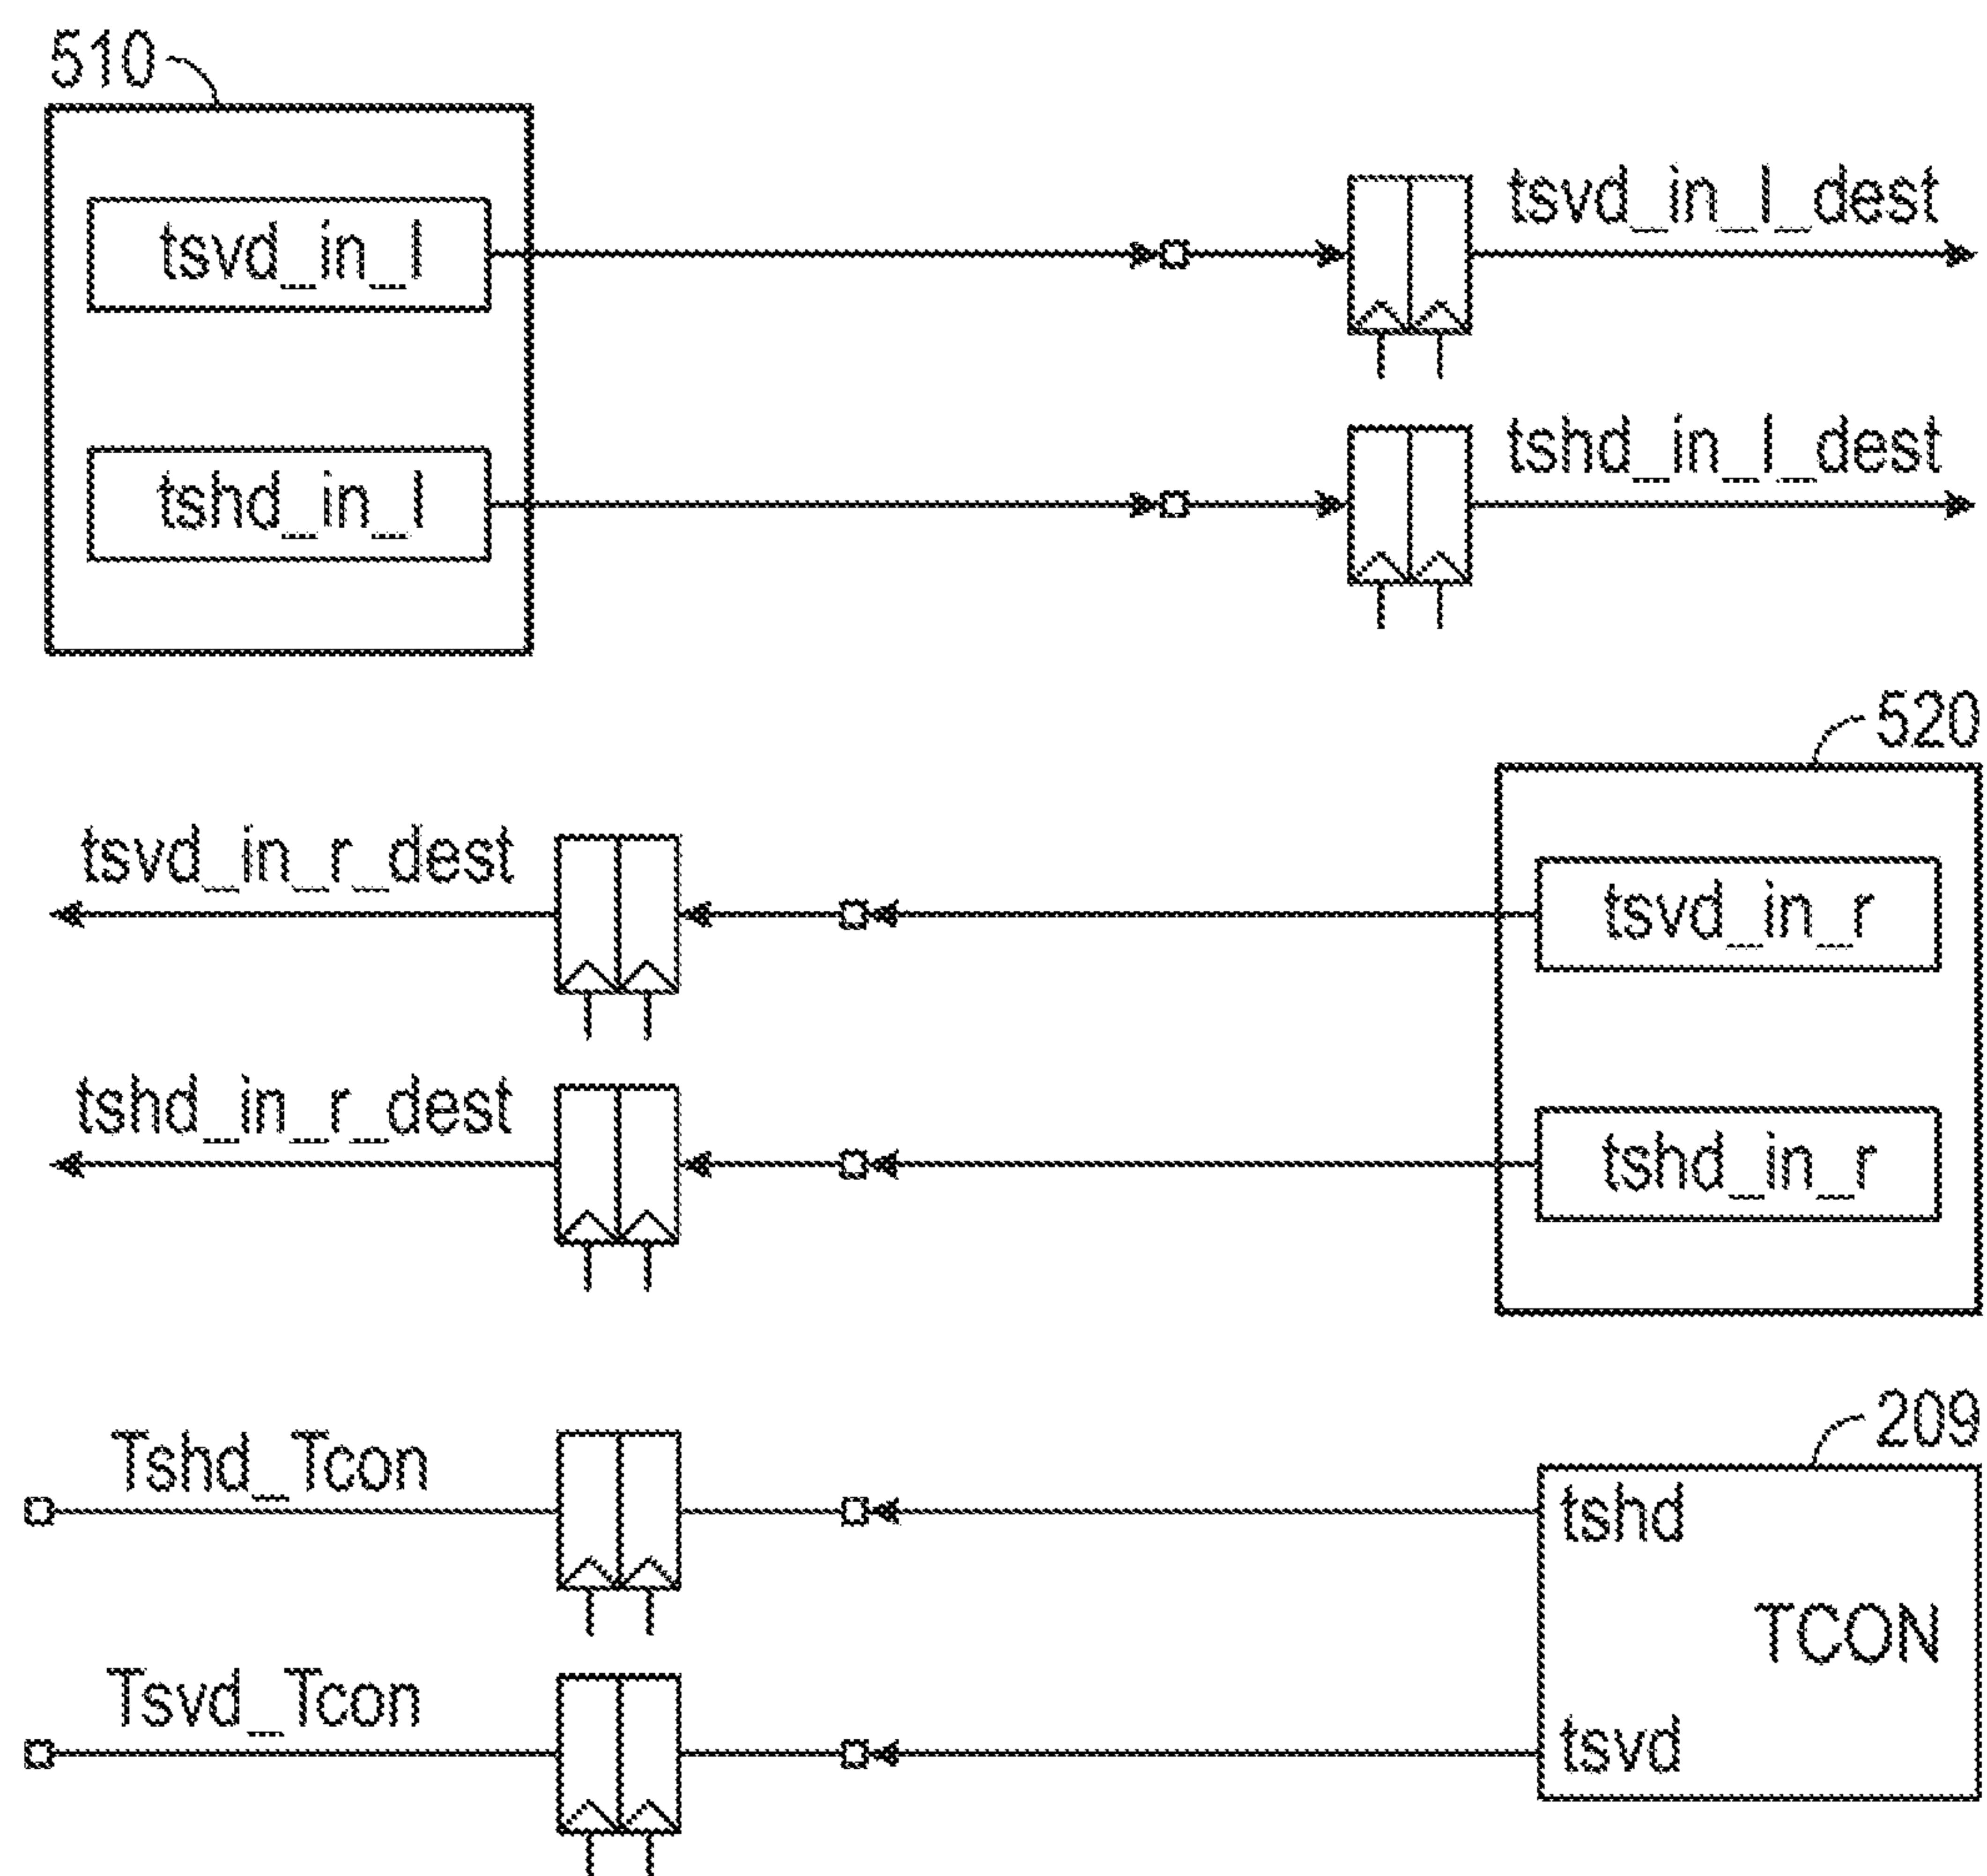 510
tsvd_in_l
tsvd_in_l_dest
tshd_in_l
tshd_in_l_dest
520
tsvd_in_r_dest
tsvd_in_r
tshd_in_r_dest
tshd_in_r
209
Tshd_Tcon
tshd
TCON
Tsvd_Tcon
tsvd